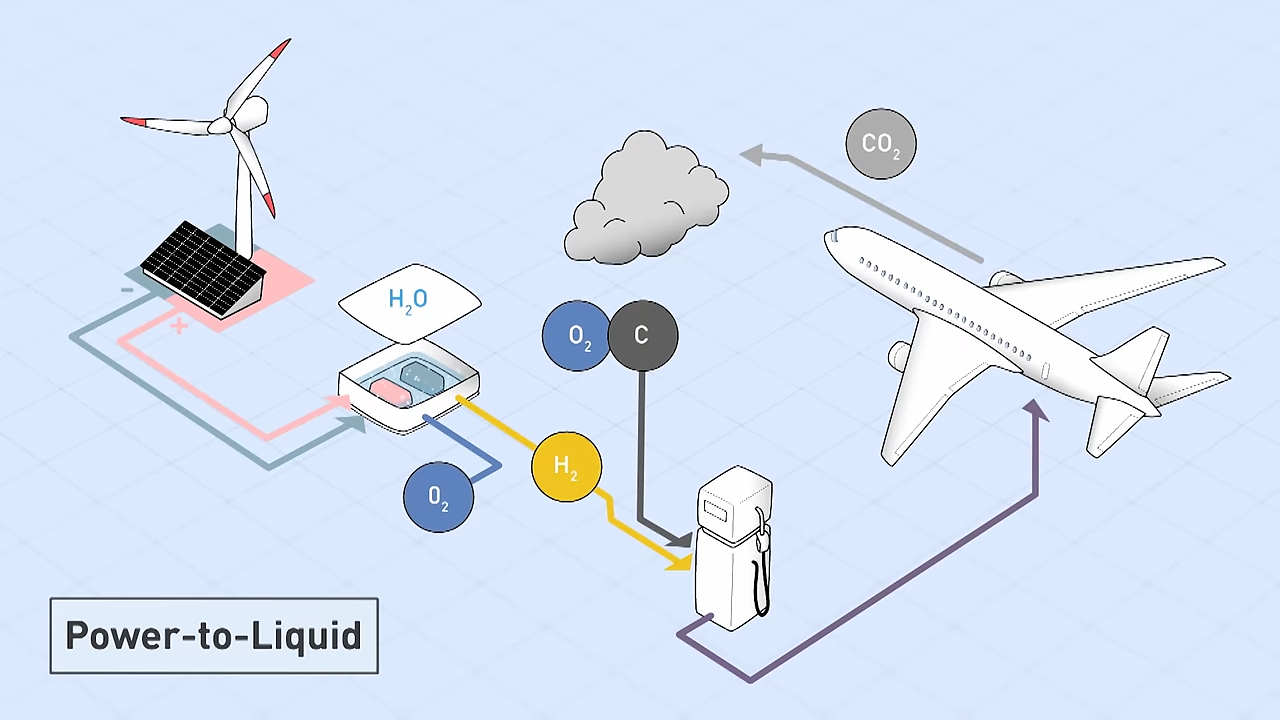 CO₂
-
+
H₂O
O₂
C
H₂
O₂
Power-to-Liquid